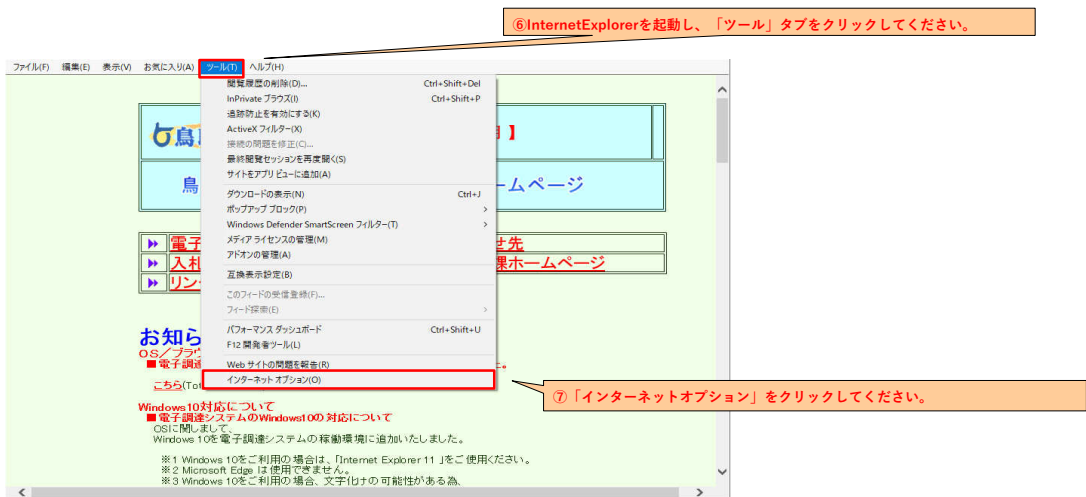 ⑥InternetExplorerを起動し、「ツール」タブをクリックしてください。
ファイル(F) 編集(E) 表示(V) お気に入り(A) ツール(T) ヘルプ(H)
閲覧履歴の削除(D)... Ctrl+Shift+Del
InPrivate ブラウズ(I) Ctrl+Shift+P
追跡防止を有効にする(K)
ActiveX フィルター(X)
接続の問題を修正(C)...
最終閲覧セッションを再度開く(S)
サイトをアプリ ビューに追加(A)
鳥
】
鳥 ームページ
ダウンロードの表示(N) Ctrl+J
ポップアップ ブロック(P)
Windows Defender SmartScreen フィルター(T)
メディア ライセンスの管理(M)
アドオンの管理(A)
電子 せ先
入札 課ホームページ
リン
互換表示設定(B)
このフィードの受信登録(F)...
フィード探索(E)
パフォーマンス ダッシュボード Ctrl+Shift+U
F12 開発者ツール(L)
Web サイトの問題を報告(R)
インターネット オプション(O)
お知ら
OS/ブラウ
■電子調達 た。
こちら(To
⑦「インターネットオプション」をクリックしてください。
Windows10対応について
■電子調達システムのWindows10の対応について
OSに関しまして、
Windows 10を電子調達システムの稼働環境に追加いたしました。
※1 Windows 10をご利用の場合は、「Internet Explorer 11 」をご使用ください。
※2 Microsoft Edge は使用できません。
※3 Windows 10をご利用の場合、文字化けの可能性がある為、